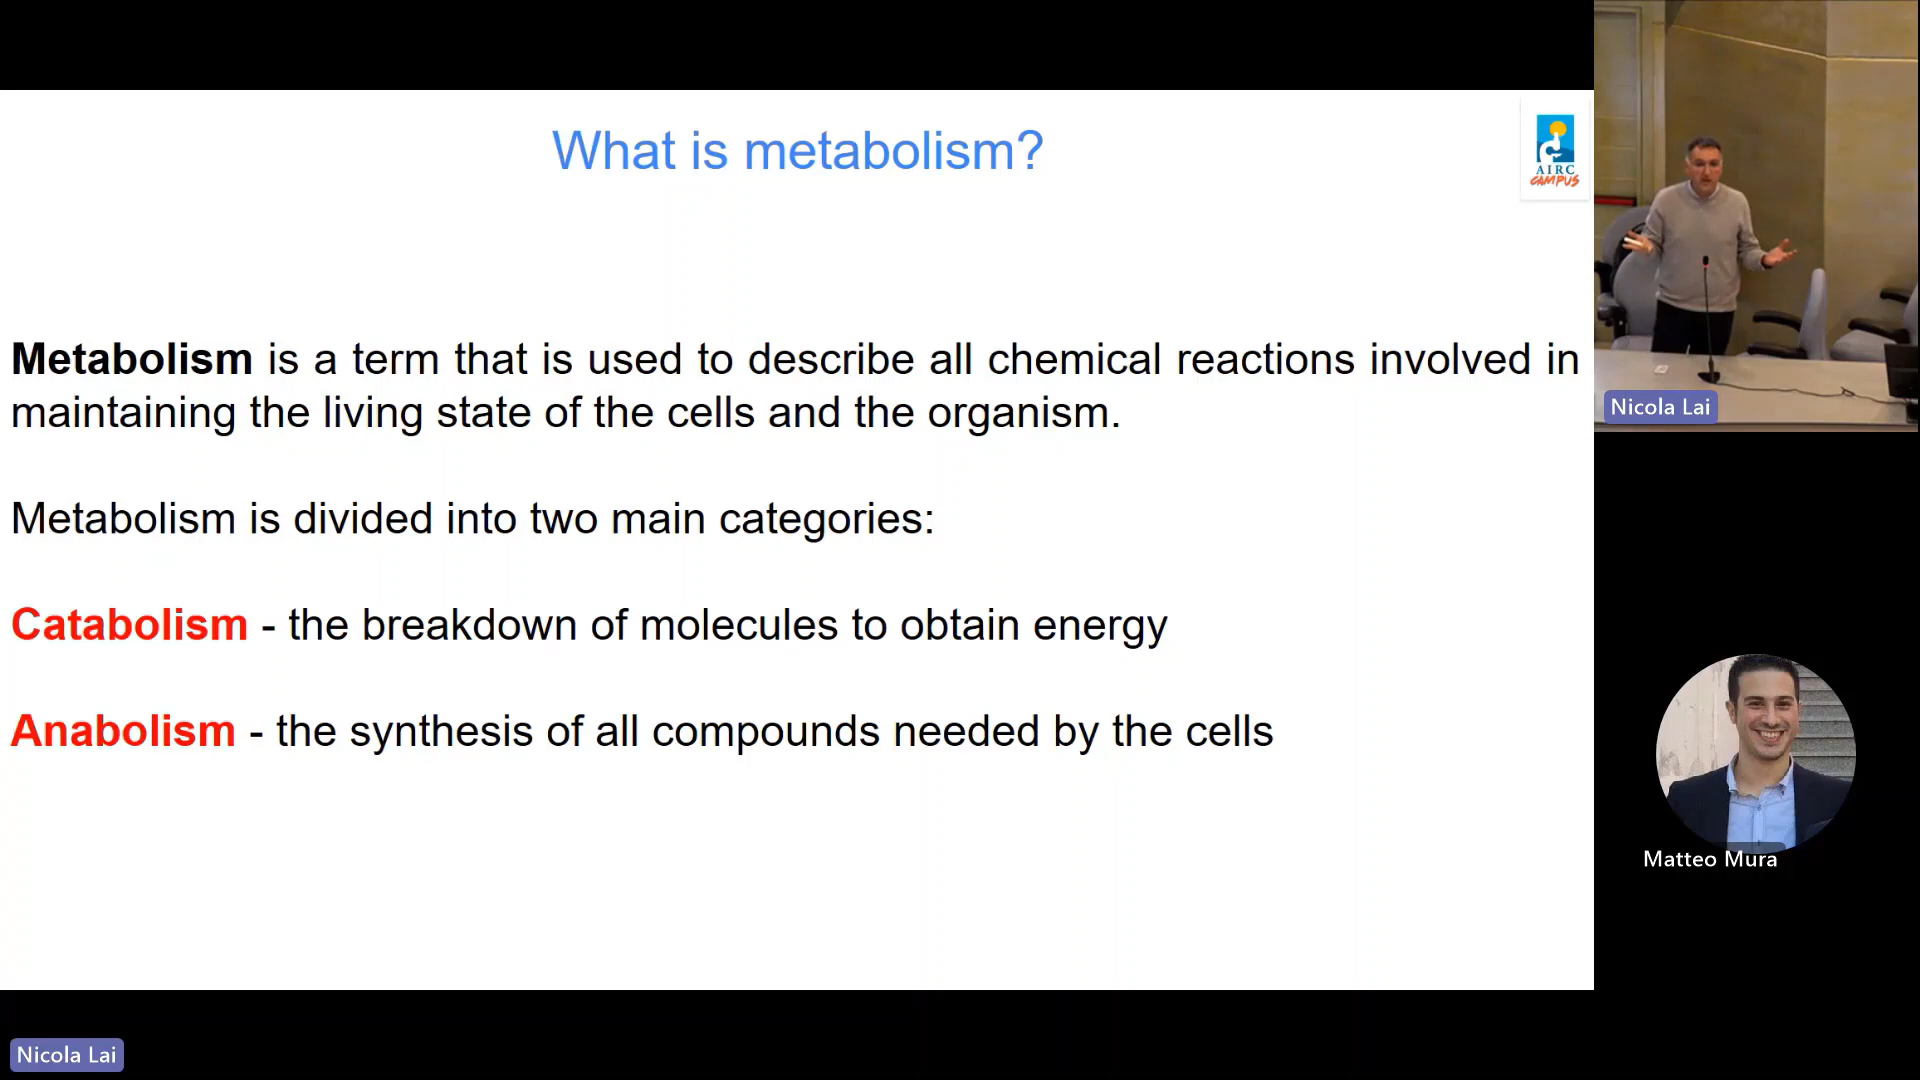 What is metabolism?
AIRC
CAMPUS
Metabolism is a term that is used to describe all chemical reactions involved in
maintaining the living state of the cells and the organism.
Metabolism is divided into two main categories:
Catabolism - the breakdown of molecules to obtain energy
Anabolism - the synthesis of all compounds needed by the cells
Nicola Lai
Matteo Mura
Nicola Lai